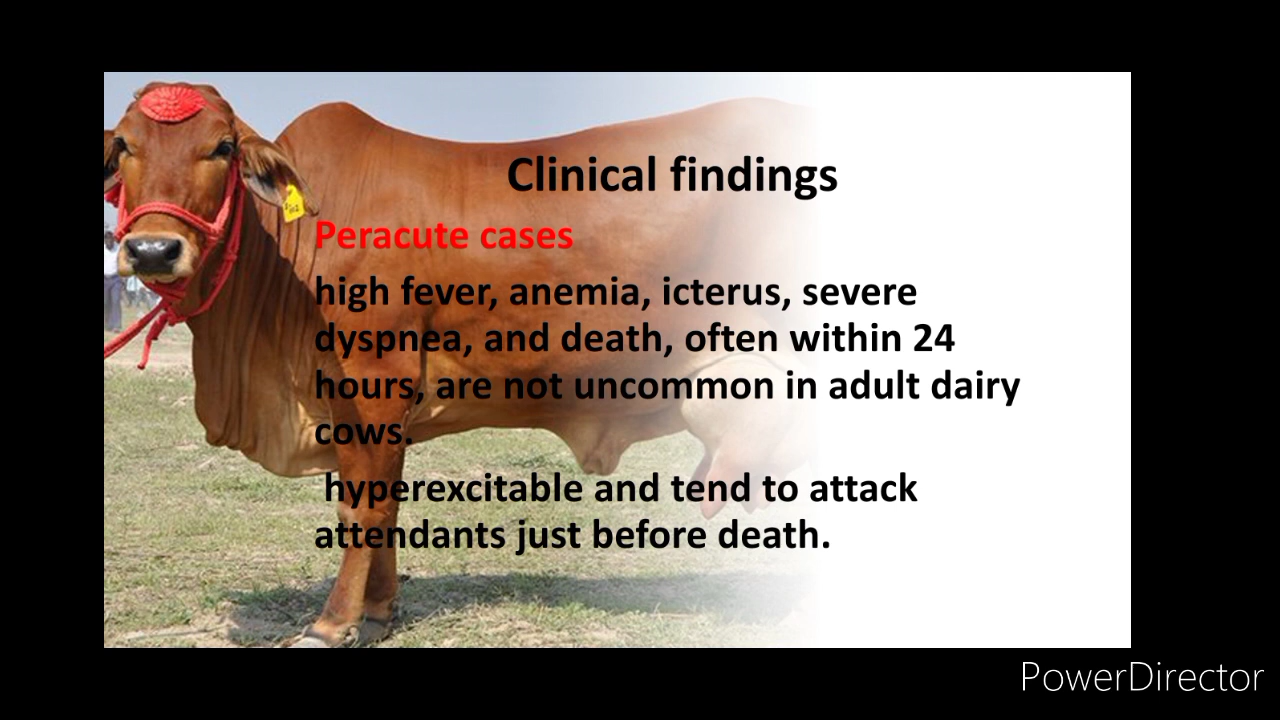 Clinical findings
Peracute cases
high fever, anemia, icterus, severe
dyspnea, and death, often within 24
hours, are not uncommon in adult dairy
cows.
hyperexcitable and tend to attack
attendants just before death.
PowerDirector